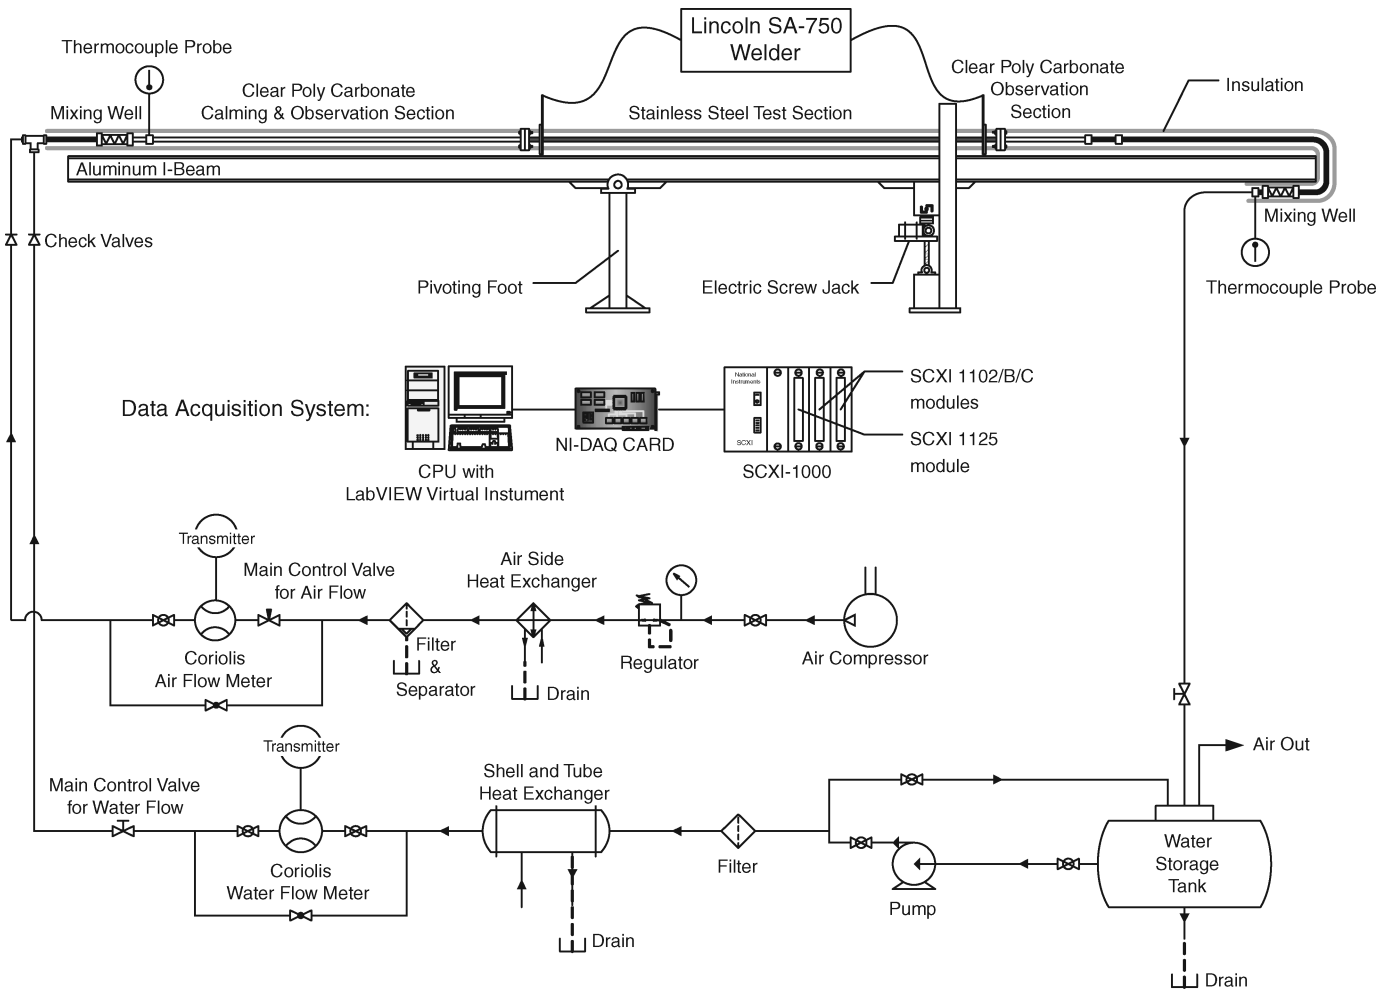 Lincoln SA-750
Welder
Thermocouple Probe
Clear Poly Carbonate
Calming & Observation Section
Mixing Well
Stainless Steel Test Section
Clear Poly Carbonate
Observation
Section
Insulation
Aluminum I-Beam
Mixing Well
Check Valves
Pivoting Foot
Electric Screw Jack
Thermocouple Probe
Data Acquisition System:
National
Instruments
SCXI
SCXI 1102/B/C
modules
SCXI 1125
module
NI-DAQ CARD
CPU with
LabVIEW Virtual Instument
SCXI-1000
Transmitter
Main Control Valve
for Air Flow
Air Side
Heat Exchanger
Coriolis
Air Flow Meter
Filter
&
Separator
Drain
Regulator
Air Compressor
Transmitter
Main Control Valve
for Water Flow
Shell and Tube
Heat Exchanger
Air Out
Coriolis
Water Flow Meter
Filter
Pump
Water
Storage
Tank
Drain
Drain